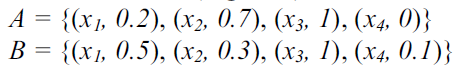 A = {(x1, 0.2), (x2, 0.7), (x3, 1), (x4, 0)}
B = {(x1, 0.5), (x2, 0.3), (x3, 1), (x4, 0.1)}